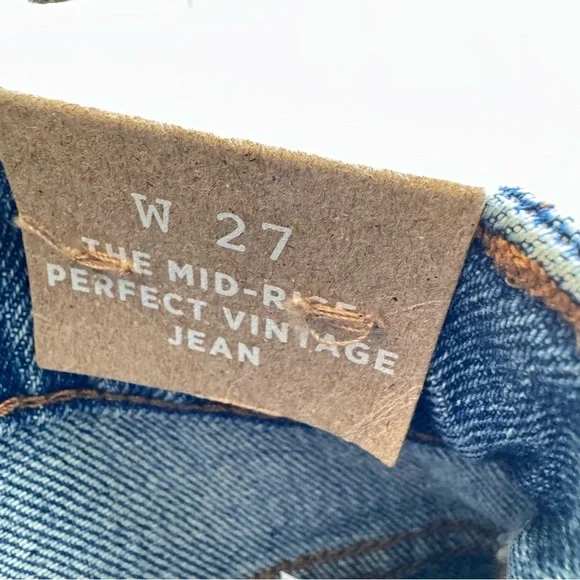 W 27
THE MID-RISE
PERFECT VINTAGE
JEAN